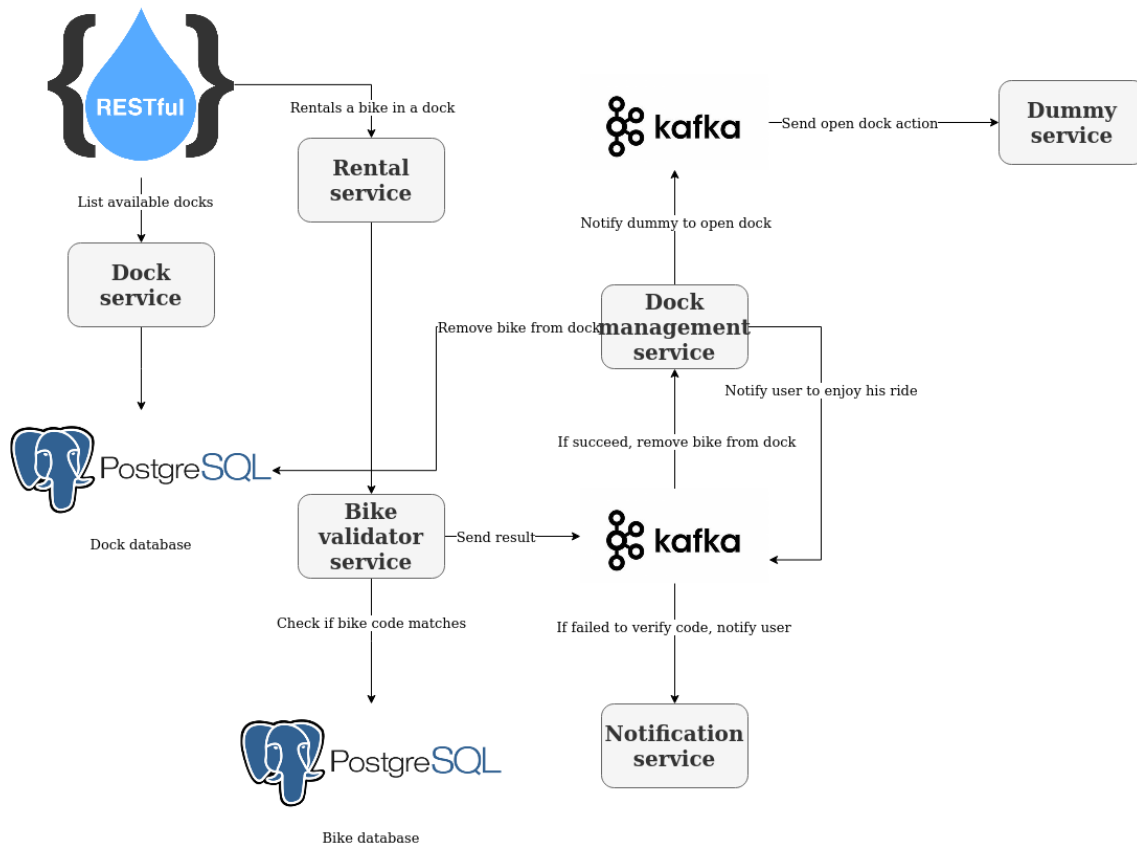 RESTful
Rentals a bike in a dock
kafka
Send open dock action
Dummy
service
Rental
service
List available docks
Notify dummy to open dock
Dock
service
Dock
management
service
Remove bike from dock
Notify user to enjoy his ride
If succeed, remove bike from dock
PostgreSQL
Dock database
Bike
validator
service
Send result
kafka
Check if bike code matches
If failed to verify code, notify user
Notification
service
PostgreSQL
Bike database